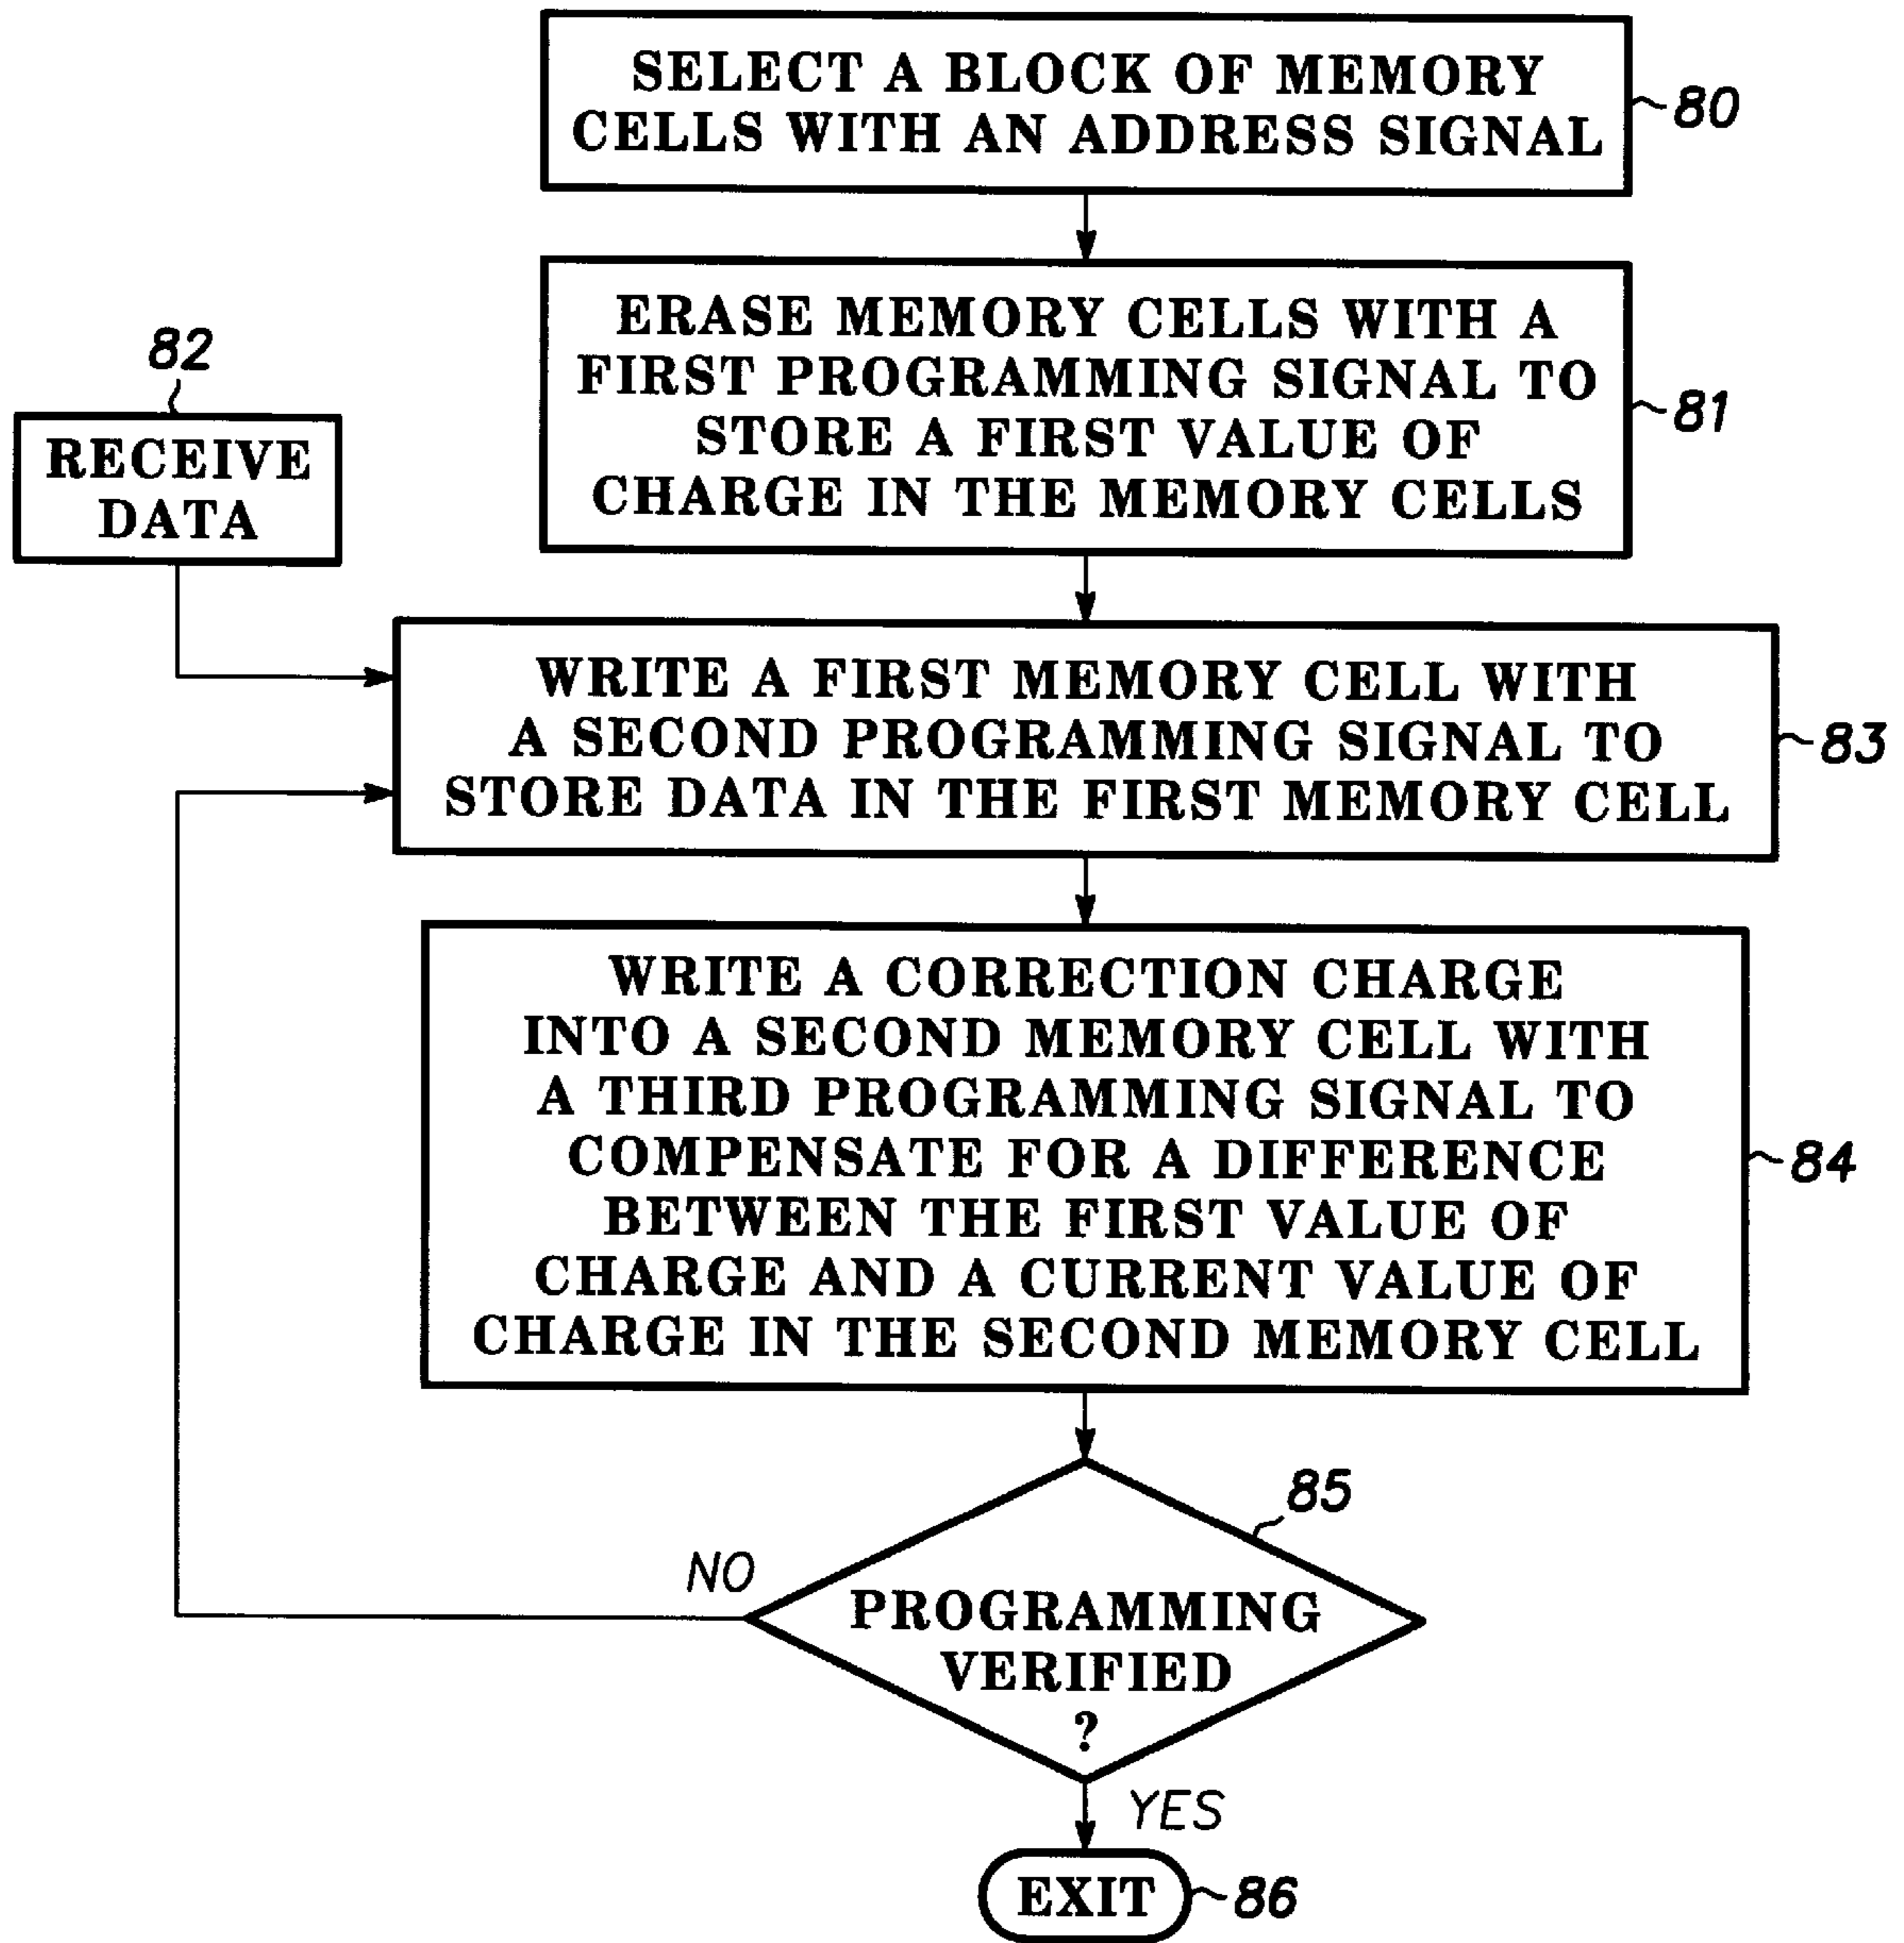 SELECT A BLOCK OF MEMORY
CELLS WITH AN ADDRESS SIGNAL
80
ERASE MEMORY CELLS WITH A
FIRST PROGRAMMING SIGNAL TO
STORE A FIRST VALUE OF
CHARGE IN THE MEMORY CELLS
81
82
RECEIVE
DATA
WRITE A FIRST MEMORY CELL WITH
A SECOND PROGRAMMING SIGNAL TO
STORE DATA IN THE FIRST MEMORY CELL
83
WRITE A CORRECTION CHARGE
INTO A SECOND MEMORY CELL WITH
A THIRD PROGRAMMING SIGNAL TO
COMPENSATE FOR A DIFFERENCE
BETWEEN THE FIRST VALUE OF
CHARGE AND A CURRENT VALUE OF
CHARGE IN THE SECOND MEMORY CELL
84
85
NO
PROGRAMMING
VERIFIED
?
YES
EXIT
86